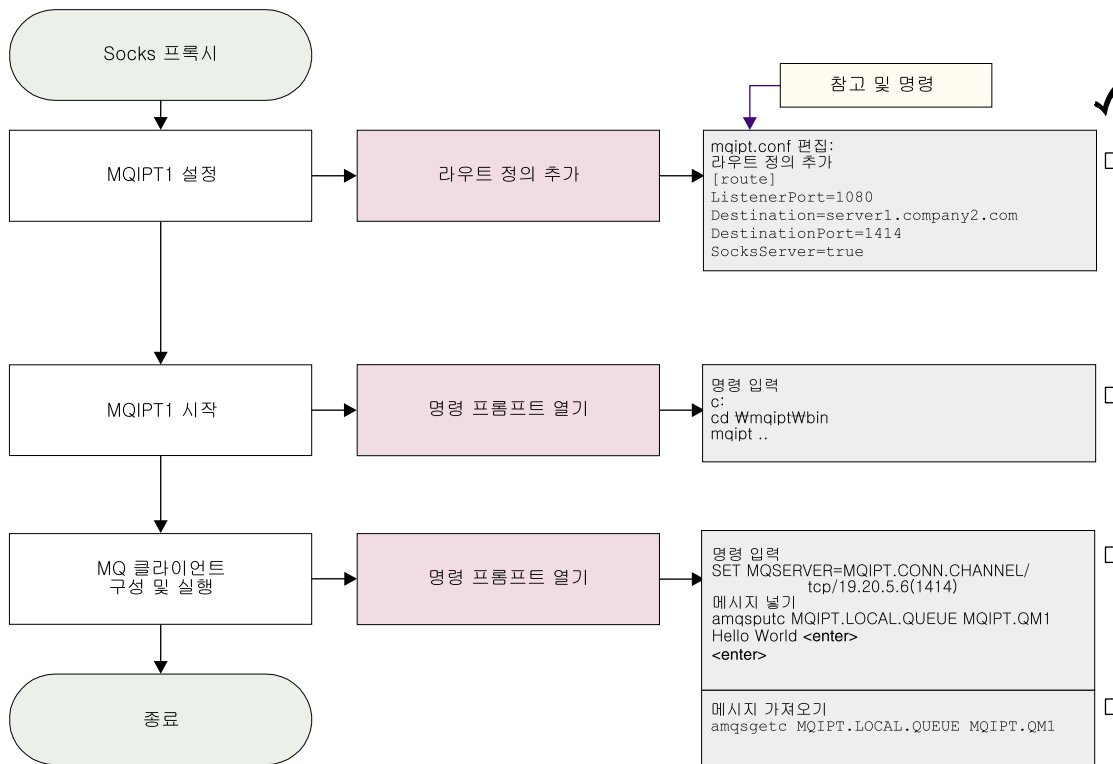 Socks 프록시
참고 및 명령
MQIPT1 설정
라우트 정의 추가
mqipt.conf 편집:
라우트 정의 추가
[route]
ListenerPort=1080
Destination=server1.company2.com
DestinationPort=1414
SocksServer=true
MQIPT1 시작
명령 프롬프트 열기
명령 입력
c:
cd ₩mqipt₩bin
mqipt ..
MQ 클라이언트
구성 및 실행
명령 프롬프트 열기
명령 입력
SET MQSERVER=MQIPT.CONN.CHANNEL/
tcp/19.20.5.6(1414)
메시지 넣기
amqsputc MQIPT.LOCAL.QUEUE MQIPT.QM1
Hello World <enter>
<enter>
종료
메시지 가져오기
amqsgetc MQIPT.LOCAL.QUEUE MQIPT.QM1